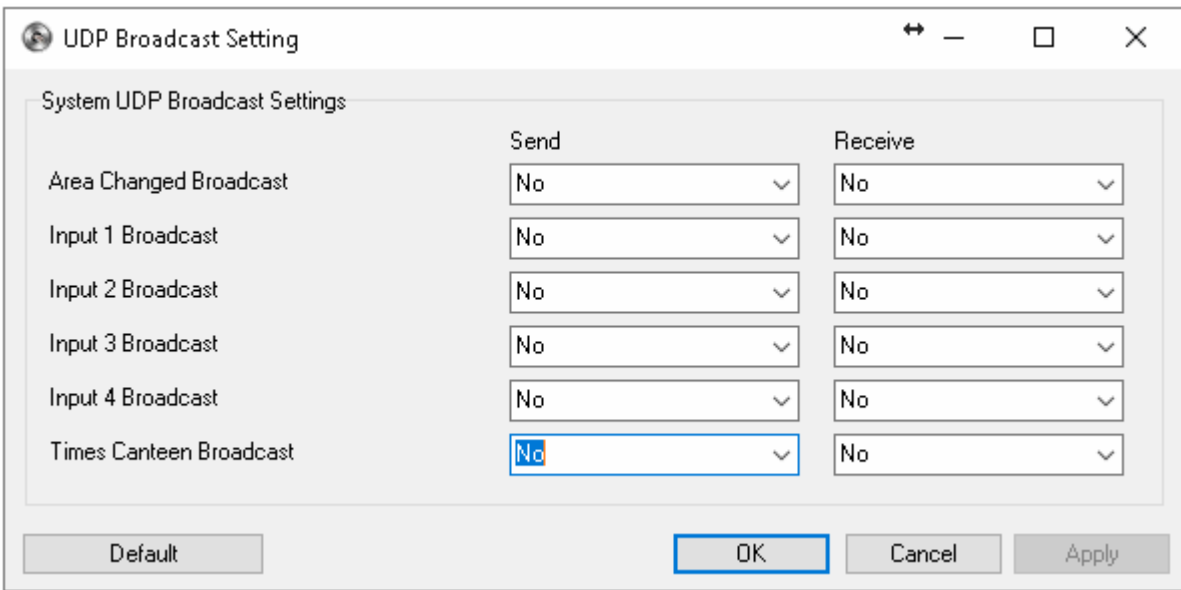 UDP Broadcast Setting
System UDP Broadcast Settings
Send Receive
Area Changed Broadcast No No
Input 1 Broadcast No No
Input 2 Broadcast No No
Input 3 Broadcast No No
Input 4 Broadcast No No
Times Canteen Broadcast No No
Default OK Cancel Apply